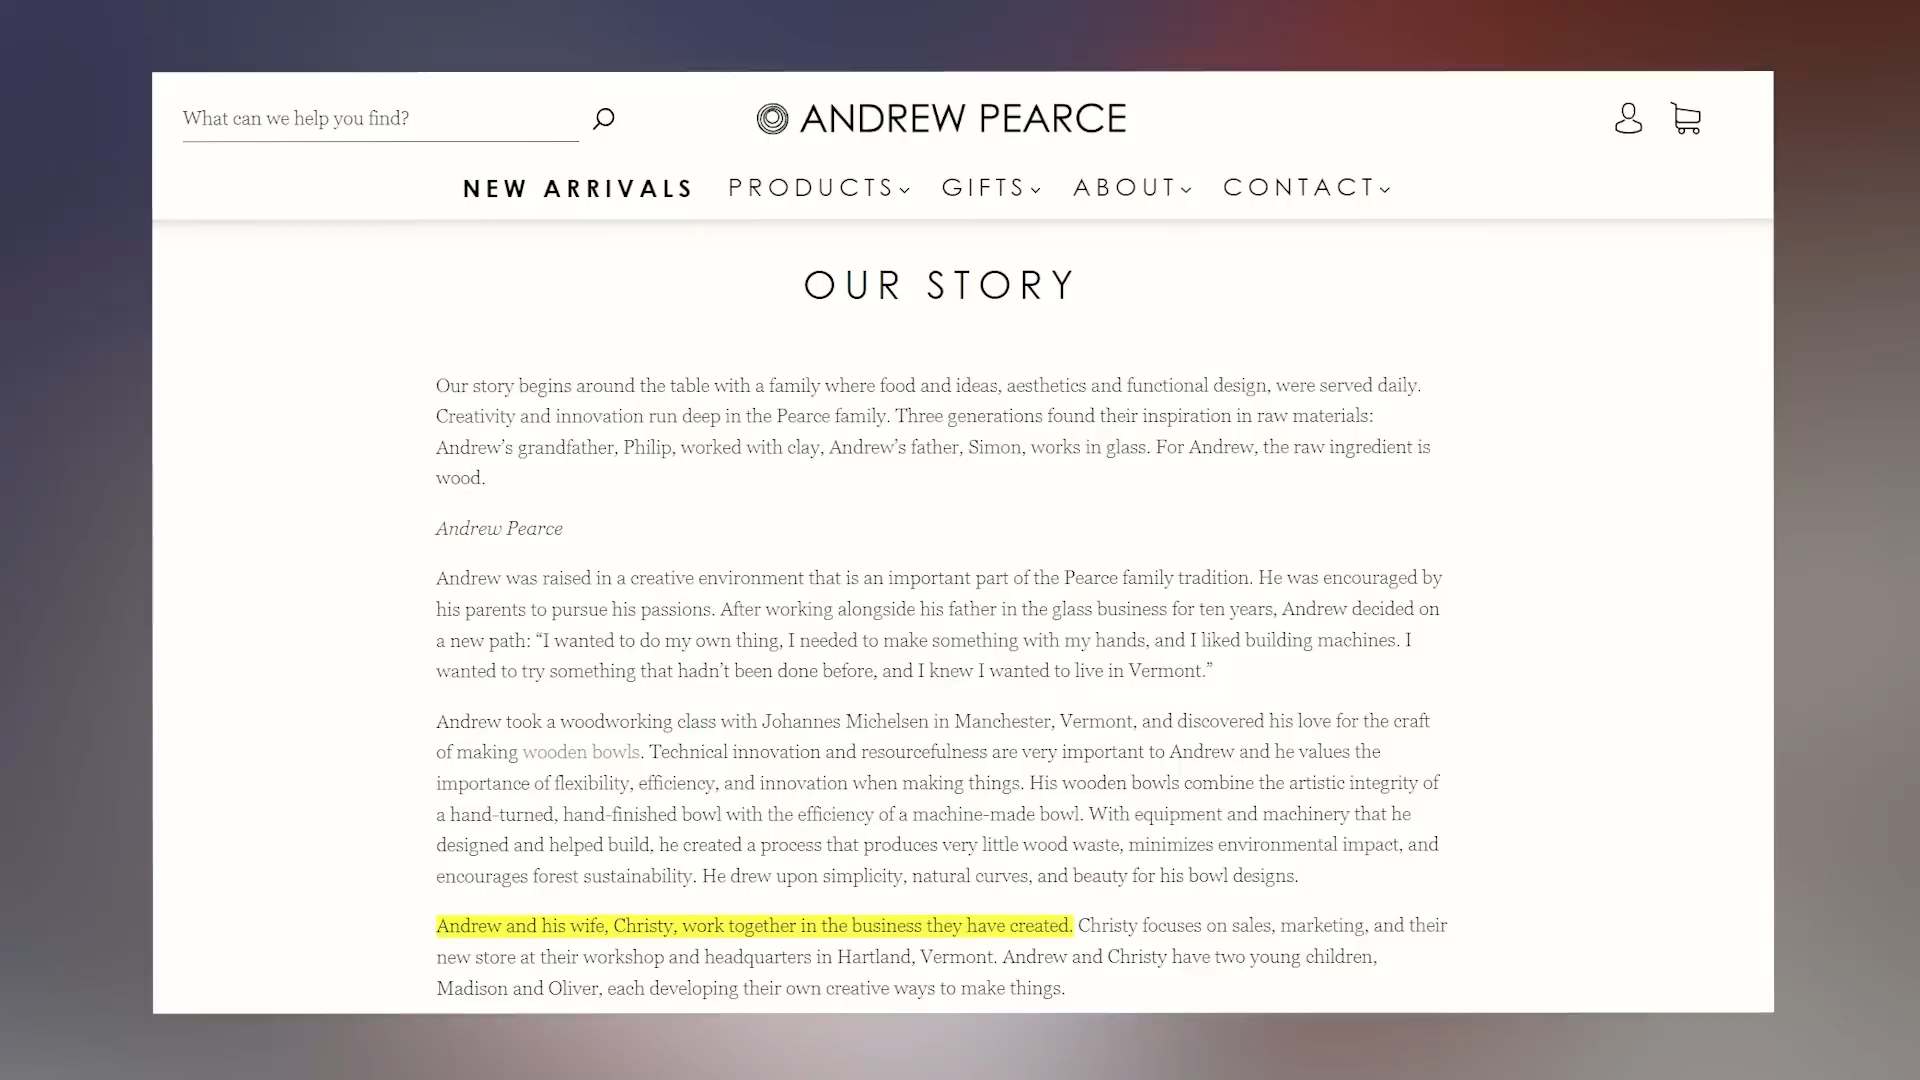 What can we help you find?
ANDREW PEARCE
NEW ARRIVALS PRODUCTS GIFTS ABOUT CONTACT
OUR STORY
Our story begins around the table with a family where food and ideas, aesthetics and functional design, were served daily.
Creativity and innovation run deep in the Pearce family. Three generations found their inspiration in raw materials:
Andrew’s grandfather, Philip, worked with clay, Andrew’s father, Simon, works in glass. For Andrew, the raw ingredient is
wood.
Andrew Pearce
Andrew was raised in a creative environment that is an important part of the Pearce family tradition. He was encouraged by
his parents to pursue his passions. After working alongside his father in the glass business for ten years, Andrew decided on
a new path: “I wanted to do my own thing, I needed to make something with my hands, and I liked building machines. I
wanted to try something that hadn’t been done before, and I knew I wanted to live in Vermont.”
Andrew took a woodworking class with Johannes Michelsen in Manchester, Vermont, and discovered his love for the craft
of making wooden bowls. Technical innovation and resourcefulness are very important to Andrew and he values the
importance of flexibility, efficiency, and innovation when making things. His wooden bowls combine the artistic integrity of
a hand-turned, hand-finished bowl with the efficiency of a machine-made bowl. With equipment and machinery that he
designed and helped build, he created a process that produces very little wood waste, minimizes environmental impact, and
encourages forest sustainability. He drew upon simplicity, natural curves, and beauty for his bowl designs.
Andrew and his wife, Christy, work together in the business they have created. Christy focuses on sales, marketing, and their
new store at their workshop and headquarters in Hartland, Vermont. Andrew and Christy have two young children,
Madison and Oliver, each developing their own creative ways to make things.